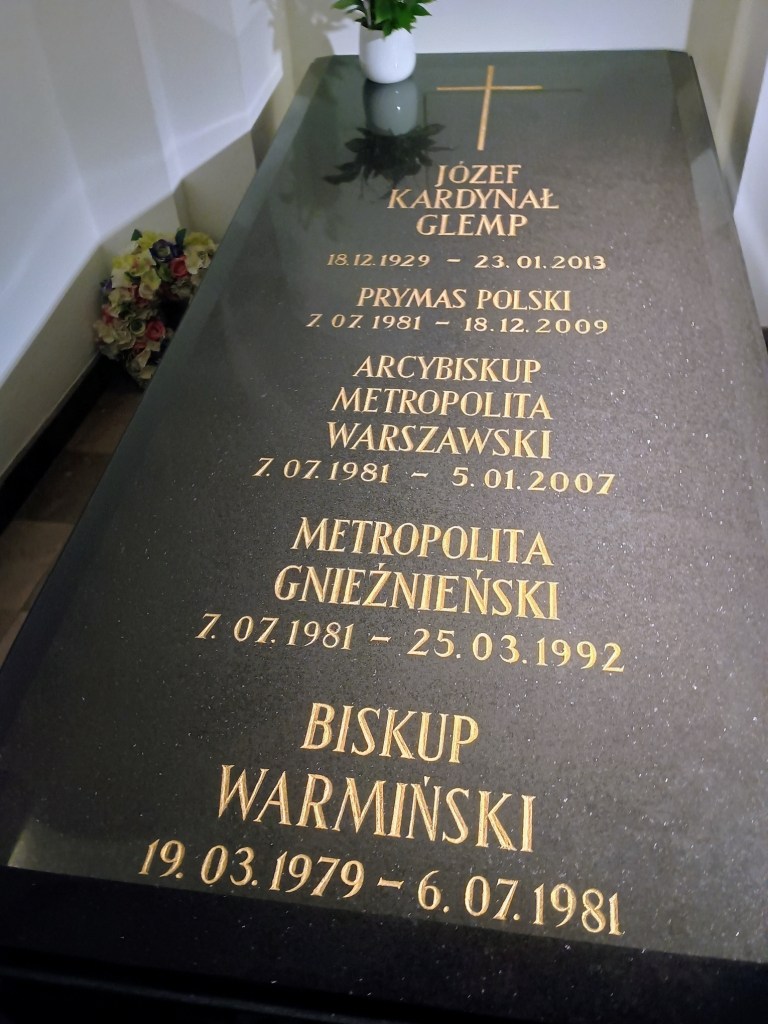 JÓZEF
KARDYNAŁ
GLEMP
18.12.1929 – 23.01.2013
PRYMAS POLSKI
7.07.1981 – 18.12.2009
ARCYBISKUP
METROPOLITA
WARSZAWSKI
7.07.1981 – 5.01.2007
METROPOLITA
GNIEŹNIEŃSKI
7.07.1981 – 25.03.1992
BISKUP
WARMIŃSKI
19.03.1979 – 6.07.1981